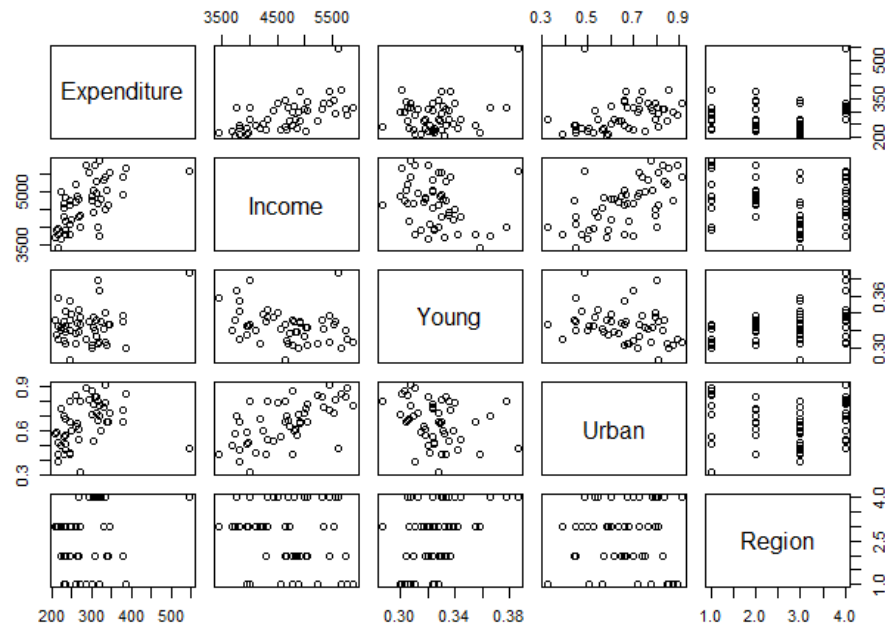 3500 4500 5500
0.3 0.5 0.7 0.9
Expenditure
200 350 500
3500 5000
Income
Young
0.30 0.36
0.3 0.6 0.9
Urban
Region
1.0 2.5 4.0
200 300 400 500
0.30 0.34 0.38
1.0 2.0 3.0 4.0